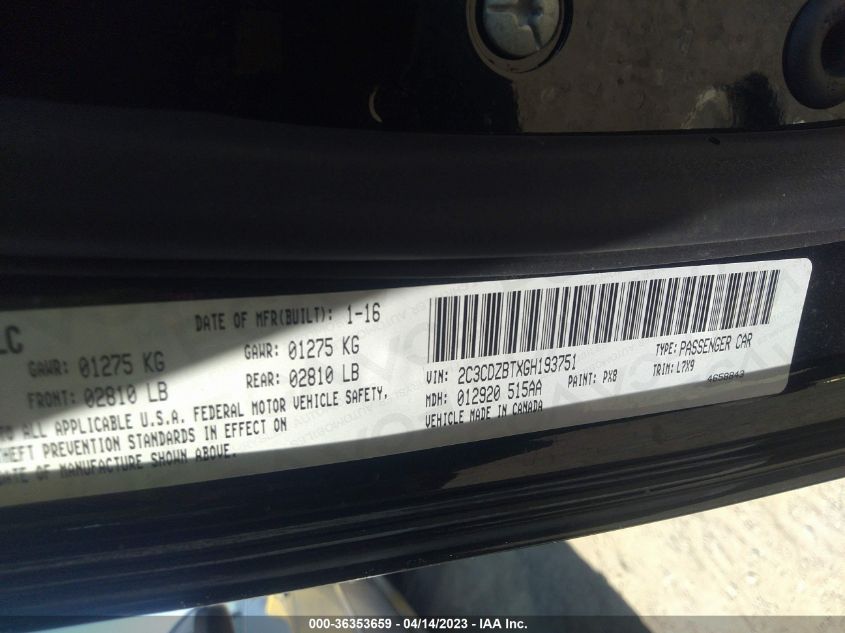 LC
DATE OF MFR(BUILT): 1-16
GAWR: 01275 KG
FRONT: 02810 LB
GAWR: 01275 KG
REAR: 02810 LB
TO ALL APPLICABLE U.S.A. FEDERAL MOTOR VEHICLE SAFETY,
THEFT PREVENTION STANDARDS IN EFFECT ON
DATE OF MANUFACTURE SHOWN ABOVE.
VIN: 2C3CDZBTXGH193751
TYPE: PASSENGER CAR
MDH: 012920 515AA
PAINT: PX8
TRIM: L7X9
VEHICLE MADE IN CANADA
4658843
000-36353659 - 04/14/2023 - IAA Inc.